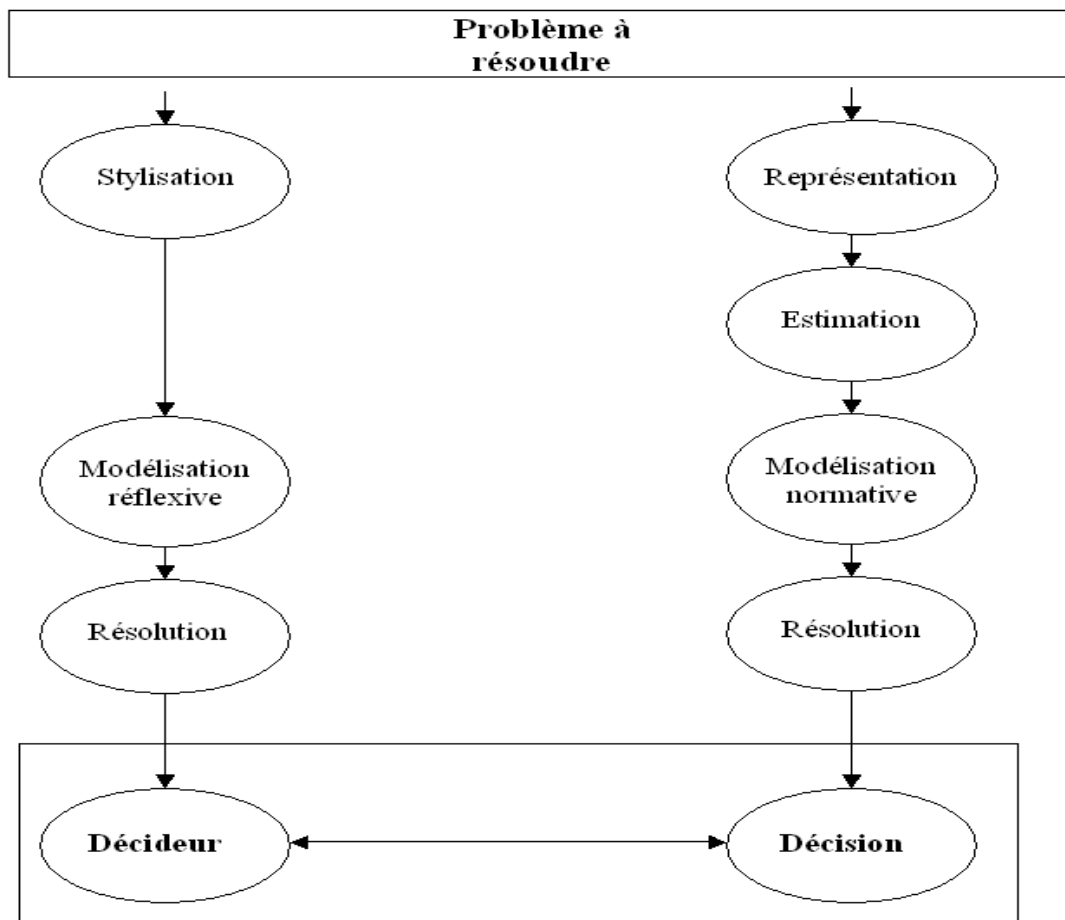 Problème à
résoudre
Stylisation
Représentation
Estimation
Modélisation
réflexive
Modélisation
normative
Résolution
Résolution
Décideur
Décision